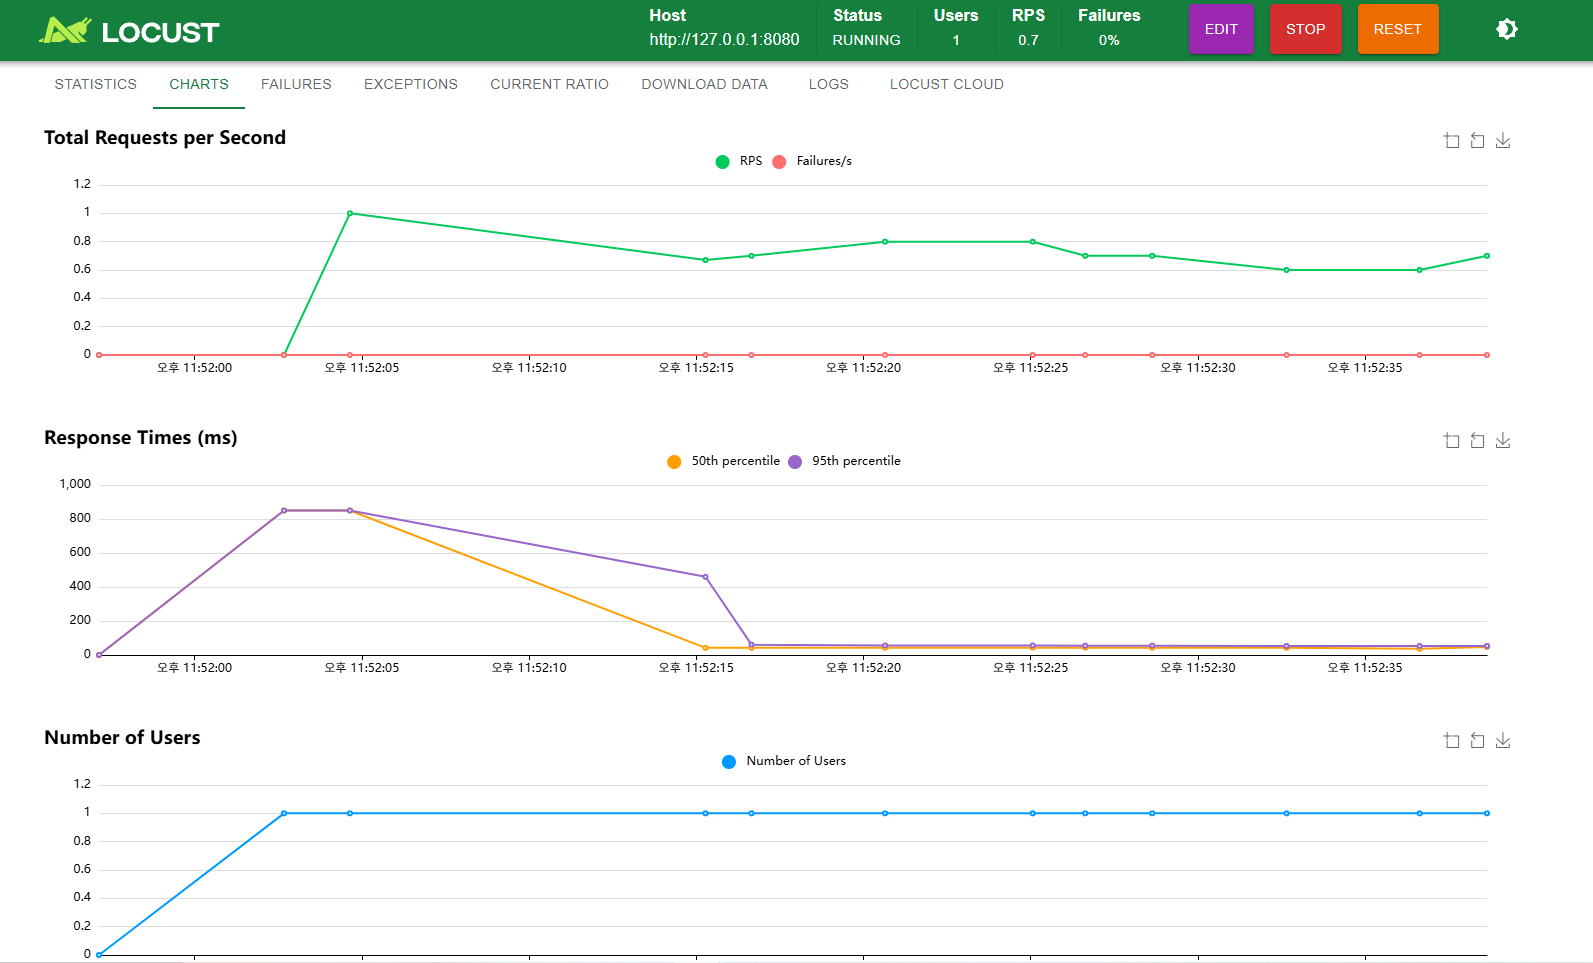 LOCUST
Host
http://127.0.0.1:8080
Status
RUNNING
Users
1
RPS
0.7
Failures
0%
EDIT
STOP
RESET
STATISTICS CHARTS FAILURES EXCEPTIONS CURRENT RATIO DOWNLOAD DATA LOGS LOCUST CLOUD
Total Requests per Second
RPS Failures/s
1.2
1
0.8
0.6
0.4
0.2
0
오후 11:52:00 오후 11:52:05 오후 11:52:10 오후 11:52:15 오후 11:52:20 오후 11:52:25 오후 11:52:30 오후 11:52:35
Response Times (ms)
50th percentile 95th percentile
1,000
800
600
400
200
0
오후 11:52:00 오후 11:52:05 오후 11:52:10 오후 11:52:15 오후 11:52:20 오후 11:52:25 오후 11:52:30 오후 11:52:35
Number of Users
Number of Users
1.2
1
0.8
0.6
0.4
0.2
0